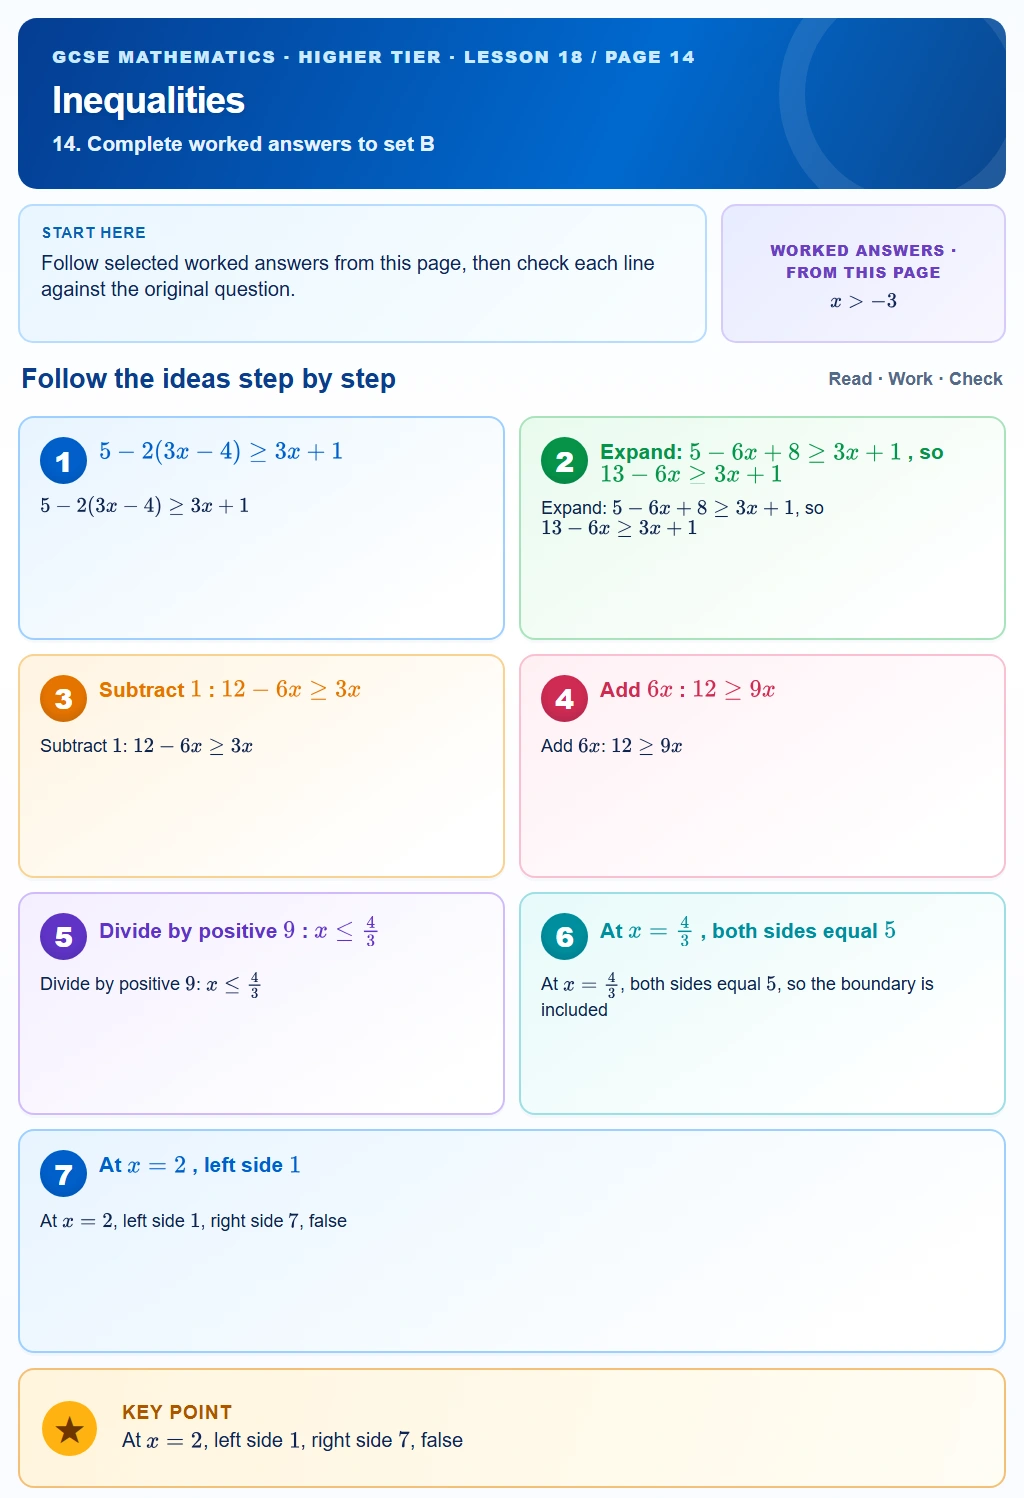 GCSE MATHEMATICS · HIGHER TIER · LESSON 18 / PAGE 14
Inequalities
14. Complete worked answers to set B
START HERE
Follow selected worked answers from this page, then check each line
against the original question.
WORKED ANSWERS ·
FROM THIS PAGE
x > −3
Follow the ideas step by step
Read · Work · Check
1
5 − 2(3x − 4) ≥ 3x + 1
5 − 2(3x − 4) ≥ 3x + 1
2
Expand: 5 − 6x + 8 ≥ 3x + 1 , so
13 − 6x ≥ 3x + 1
Expand: 5 − 6x + 8 ≥ 3x + 1, so
13 − 6x ≥ 3x + 1
3
Subtract 1 : 12 − 6x ≥ 3x
Subtract 1: 12 − 6x ≥ 3x
4
Add 6x : 12 ≥ 9x
Add 6x: 12 ≥ 9x
5
Divide by positive 9 : x ≤ 4/3
Divide by positive 9: x ≤ 4/3
6
At x = 4/3 , both sides equal 5
At x = 4/3, both sides equal 5, so the boundary is
included
7
At x = 2 , left side 1
At x = 2, left side 1, right side 7, false
KEY POINT
At x = 2, left side 1, right side 7, false